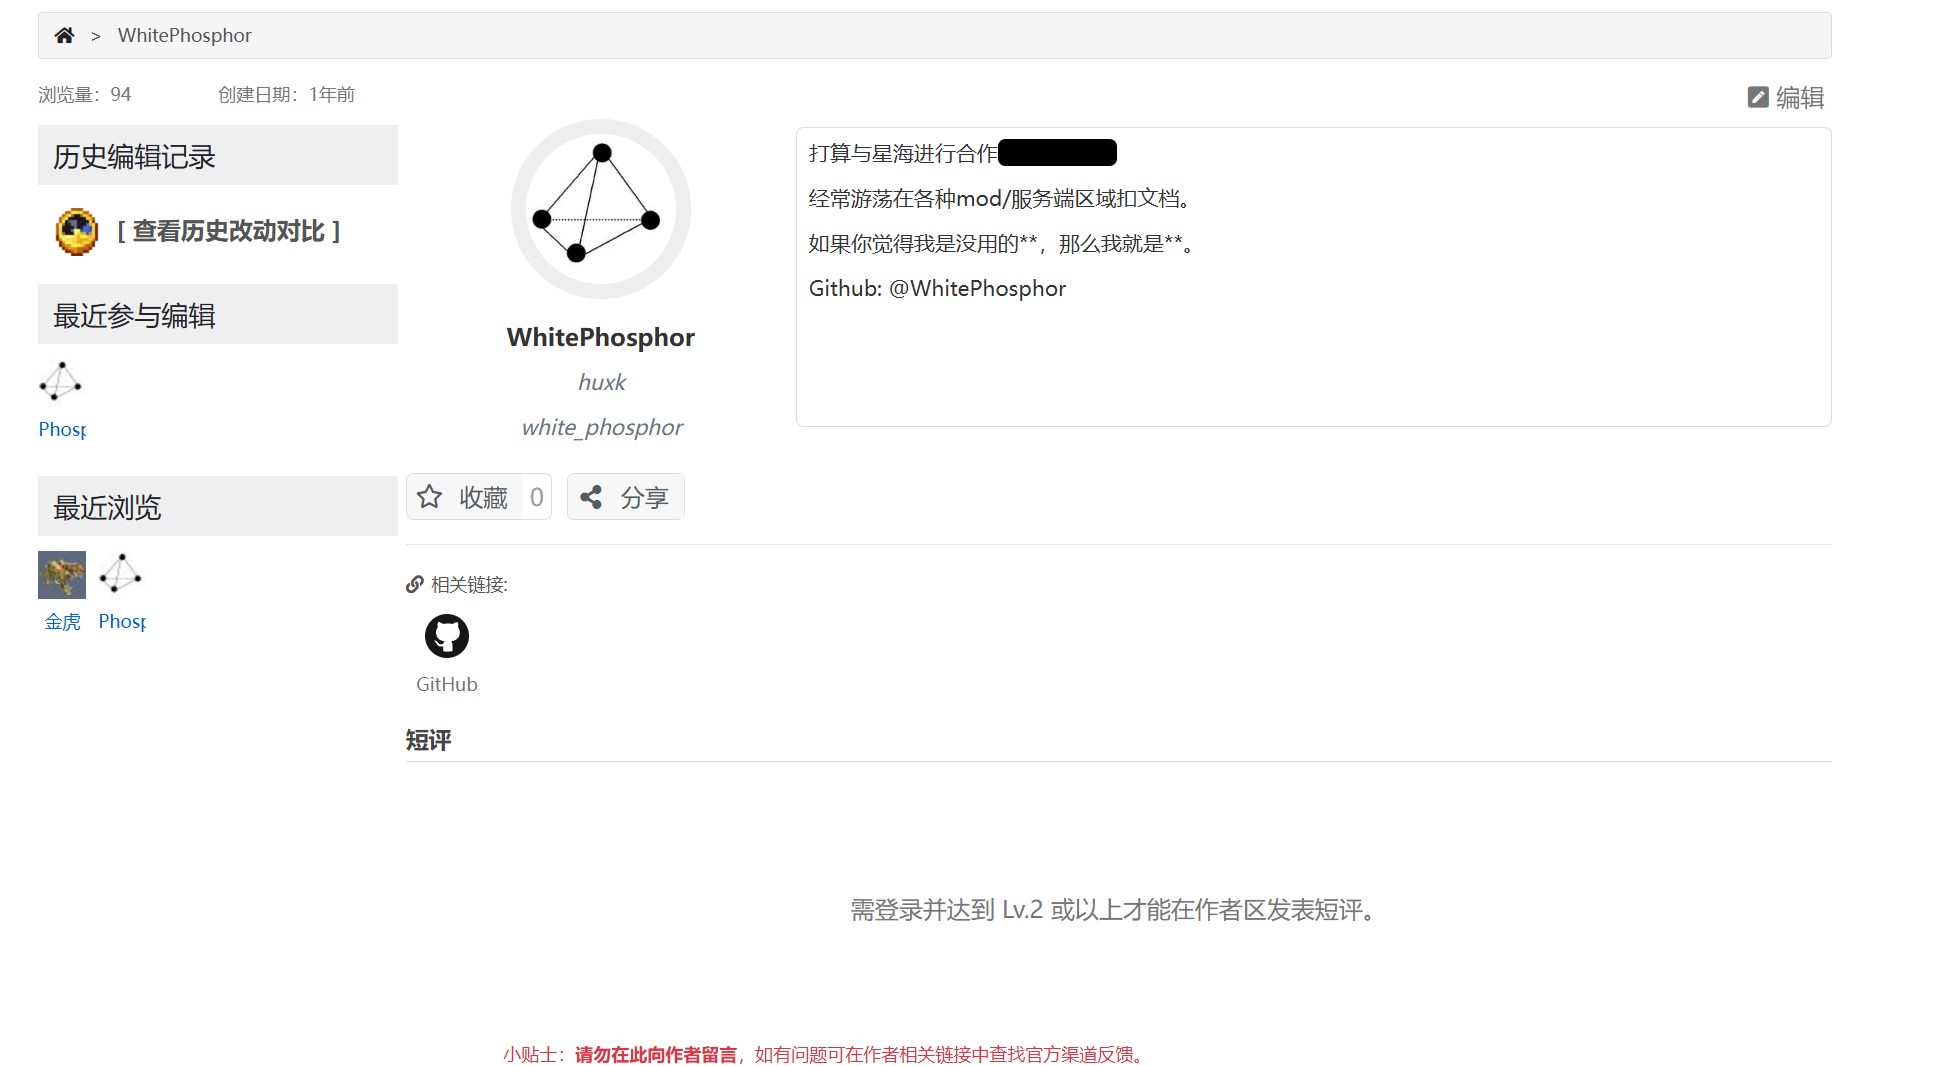 > WhitePhosphor
浏览量：94 创建日期：1年前
编辑
历史编辑记录
[ 查看历史改动对比 ]
最近参与编辑
Phosp
最近浏览
金虎 Phosp
WhitePhosphor
huxk
white_phosphor
打算与星海进行合作
经常游荡在各种mod/服务端区域扣文档。
如果你觉得我是没用的**，那么我就是**。
Github: @WhitePhosphor
收藏 0 分享
相关链接:
GitHub
短评
需登录并达到 Lv.2 或以上才能在作者区发表短评。
小贴士：请勿在此向作者留言，如有问题可在作者相关链接中查找官方渠道反馈。